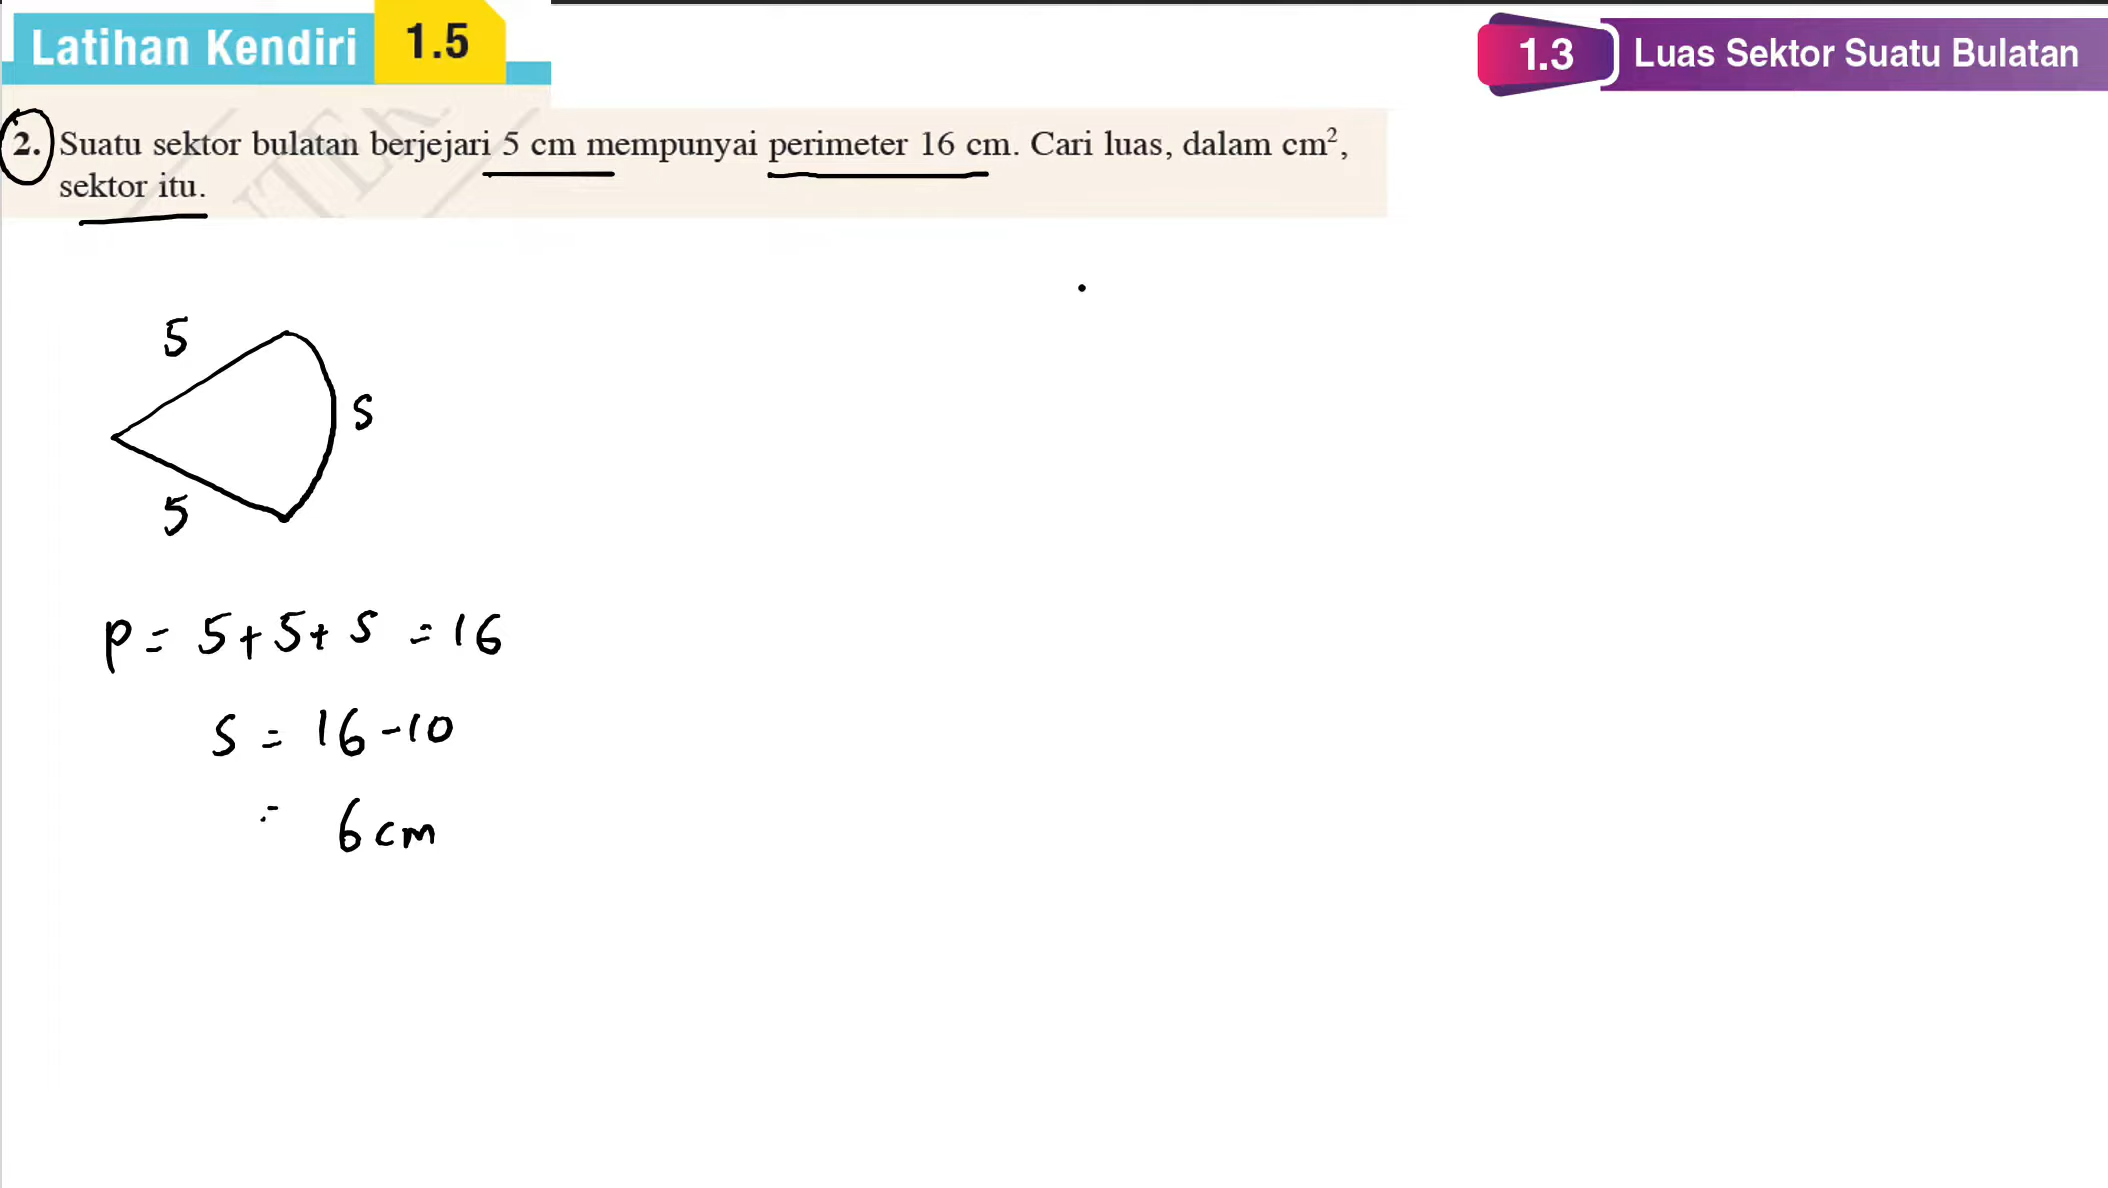 Latihan Kendiri 1.5
1.3 Luas Sektor Suatu Bulatan
2. Suatu sektor bulatan berjejari 5 cm mempunyai perimeter 16 cm. Cari luas, dalam cm²,
sektor itu.
5
s
5
P = 5 + 5 + s = 16
s = 16 - 10
= 6 cm